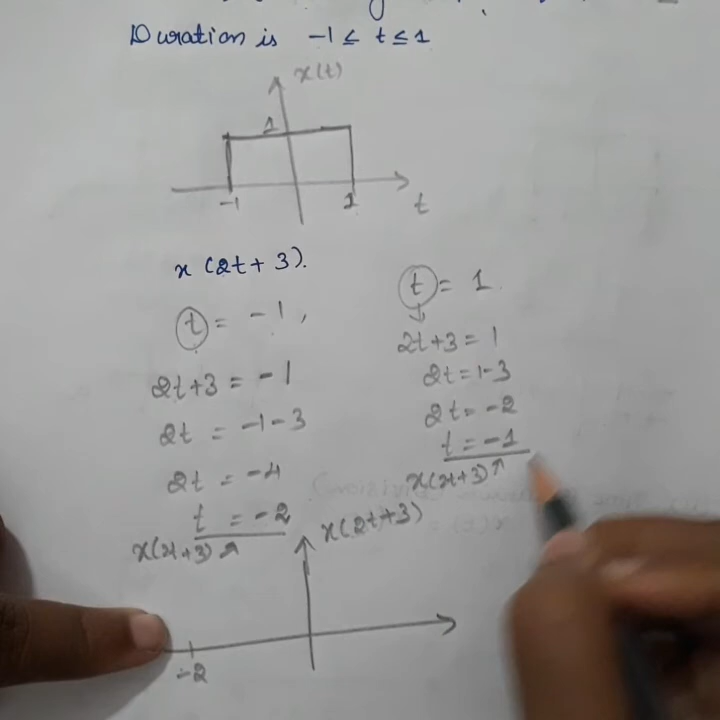 Duration is -1 ≤ t ≤ 1
x(t)
1
-1 1 t
x(2t+3).
t = -1,
2t+3 = -1
2t = -1-3
2t = -4
t = -2
x(2t+3)
t = 1.
2t+3 = 1
2t = 1-3
2t = -2
t = -1
x(2t+3)
x(2t+3)
-2